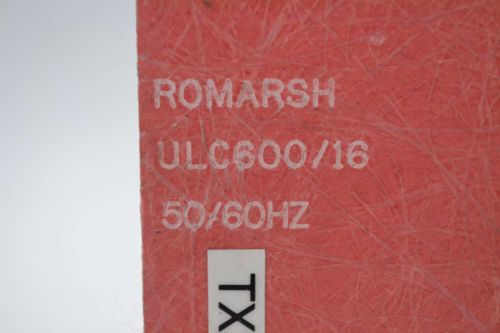 ROMARSH
ULC600/16
50/60HZ
TX